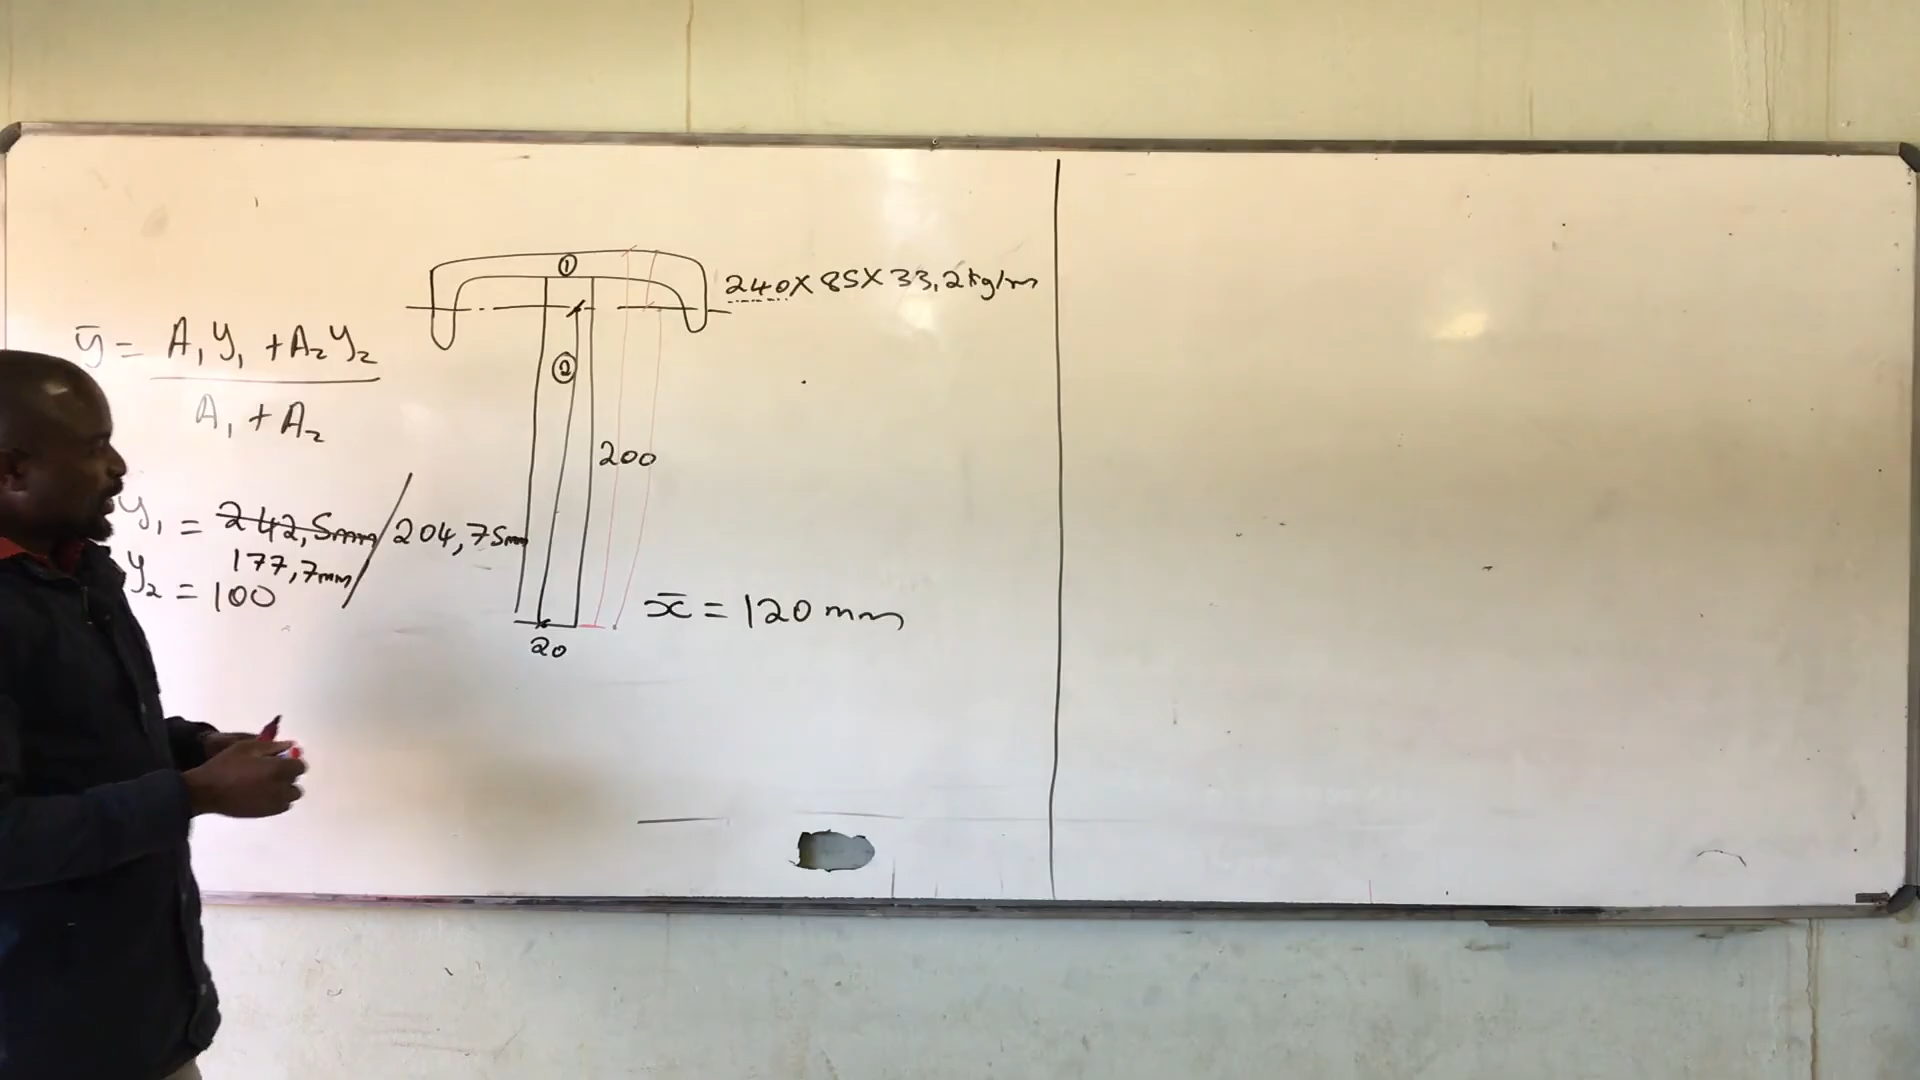 ①
240X85X33,2kg/m
ȳ = A₁y₁ + A₂y₂
A₁ + A₂
②
200
y₁ = 242,5mm / 204,75mm
177,7mm
y₂ = 100
x̄ = 120 mm
20